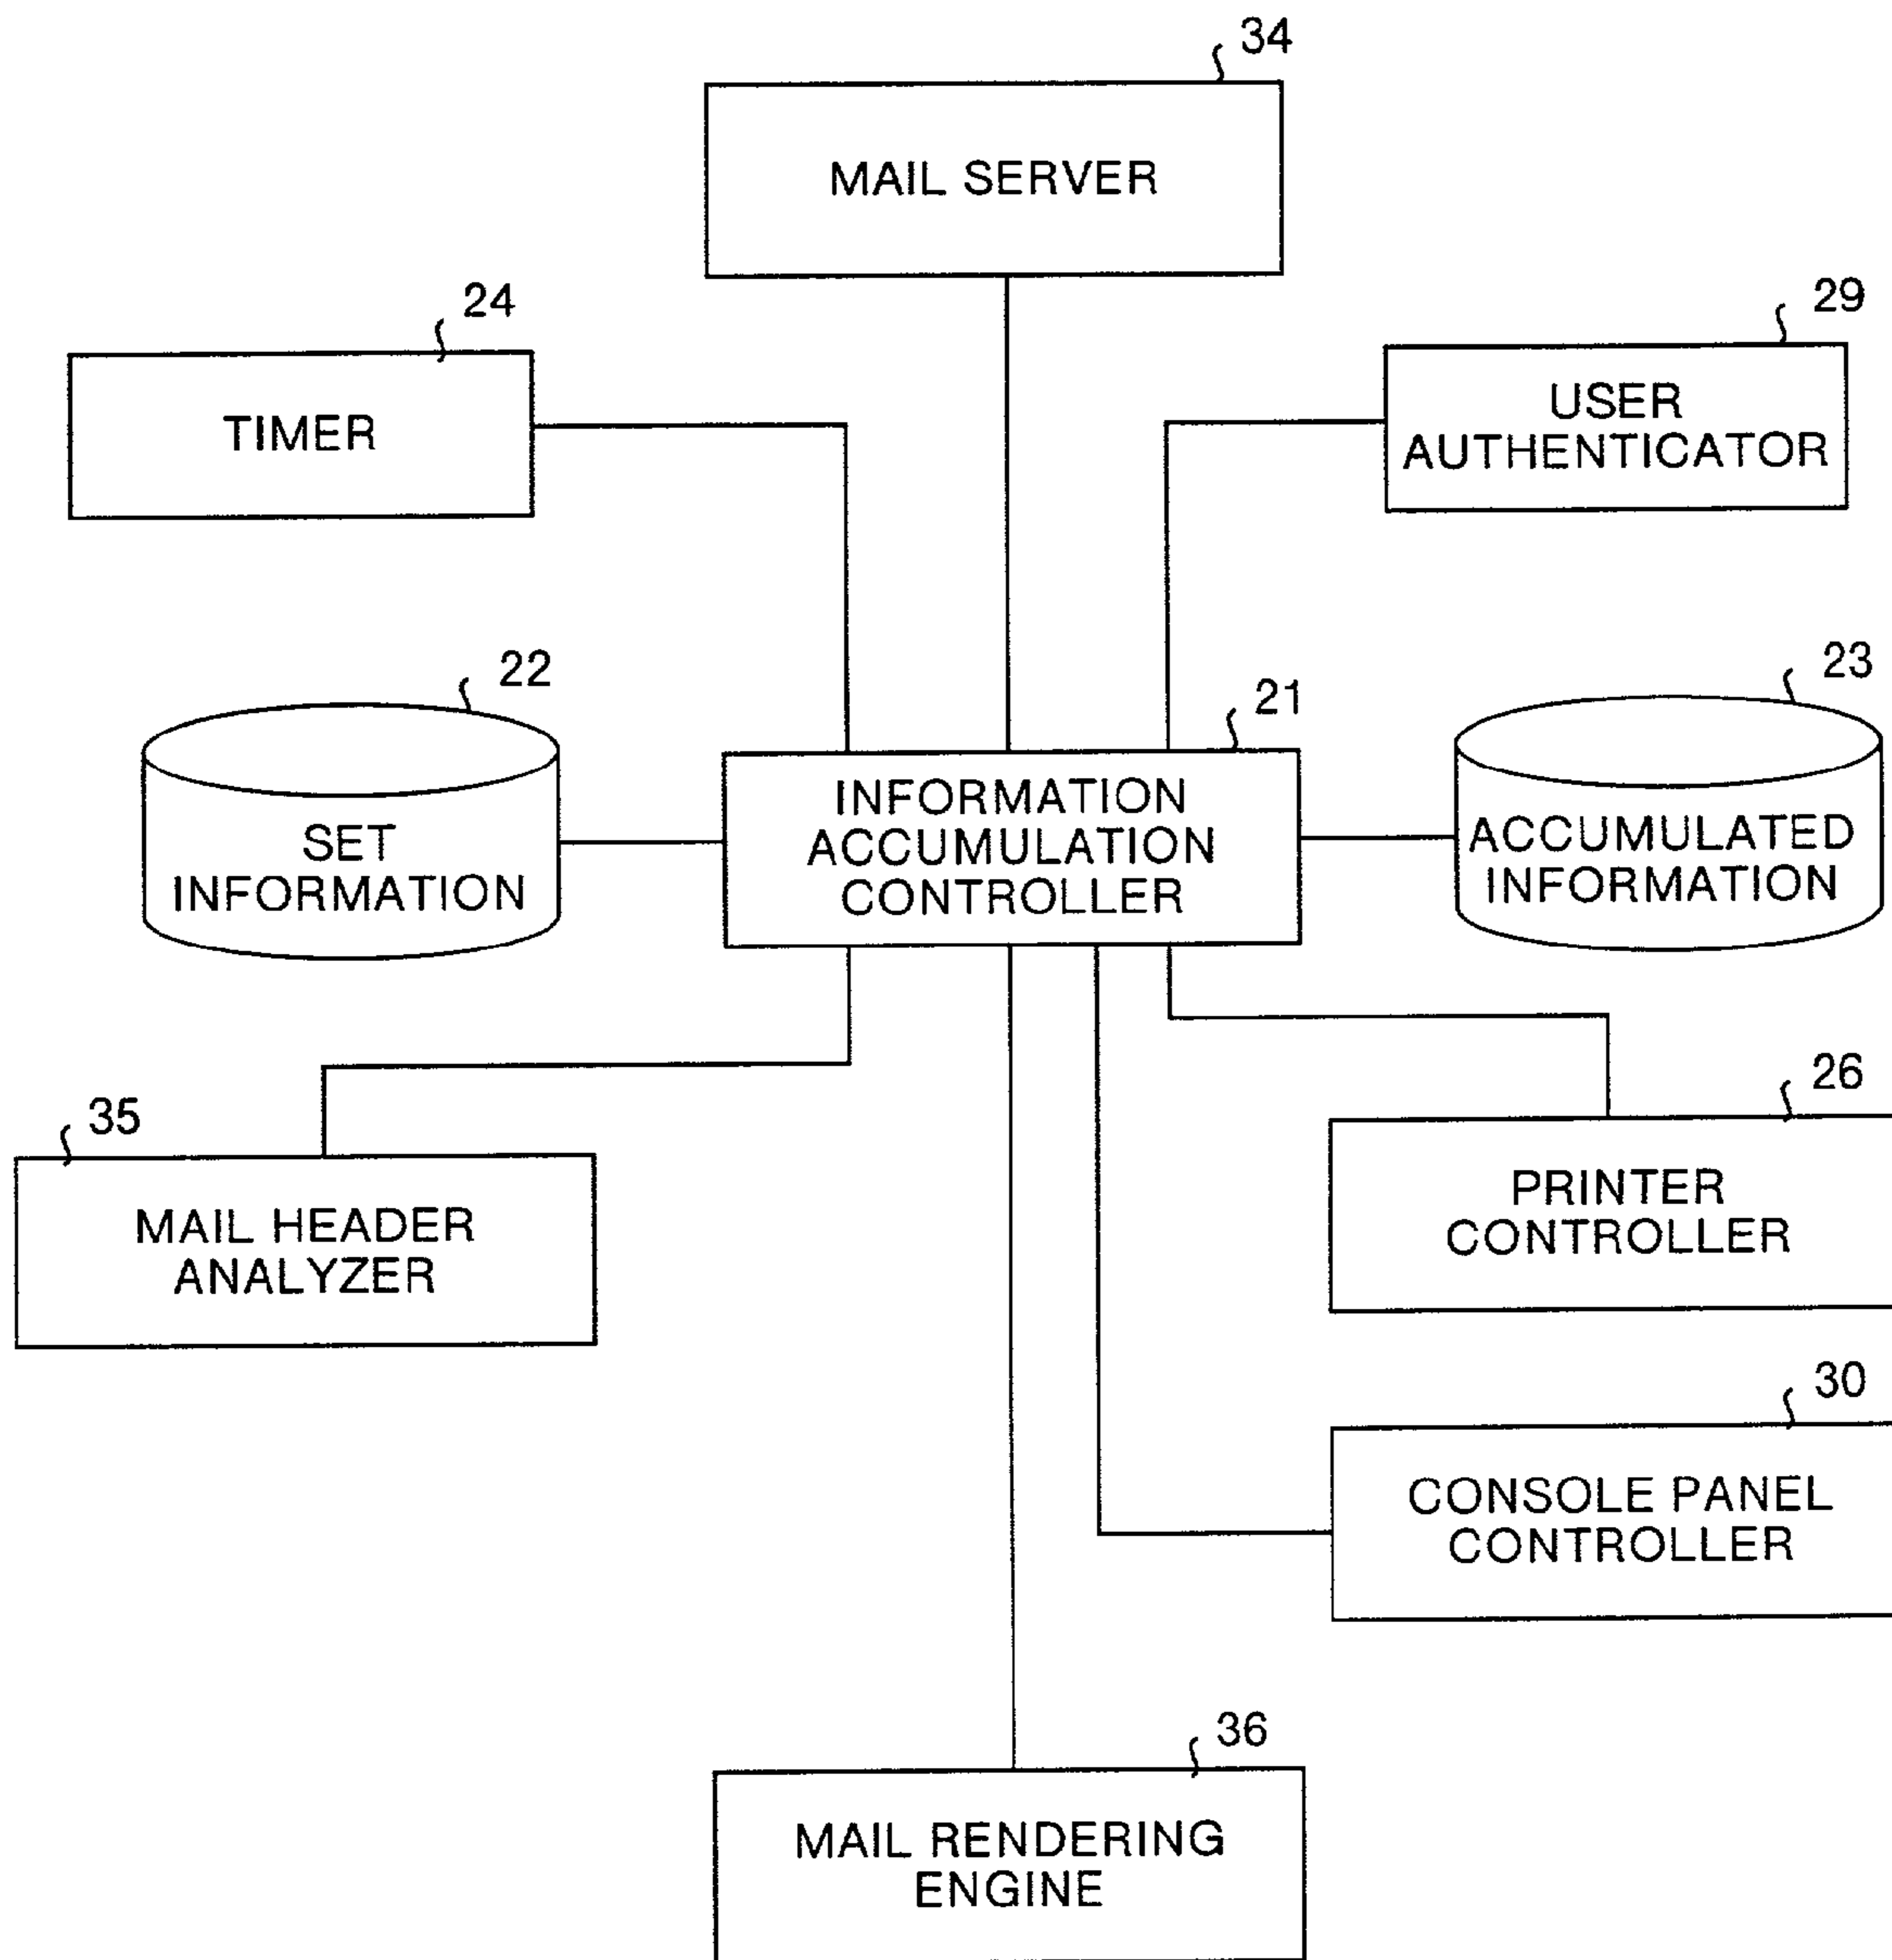 34
MAIL SERVER
24
TIMER
29
USER
AUTHENTICATOR
22
SET
INFORMATION
21
INFORMATION
ACCUMULATION
CONTROLLER
23
ACCUMULATED
INFORMATION
35
MAIL HEADER
ANALYZER
26
PRINTER
CONTROLLER
30
CONSOLE PANEL
CONTROLLER
36
MAIL RENDERING
ENGINE